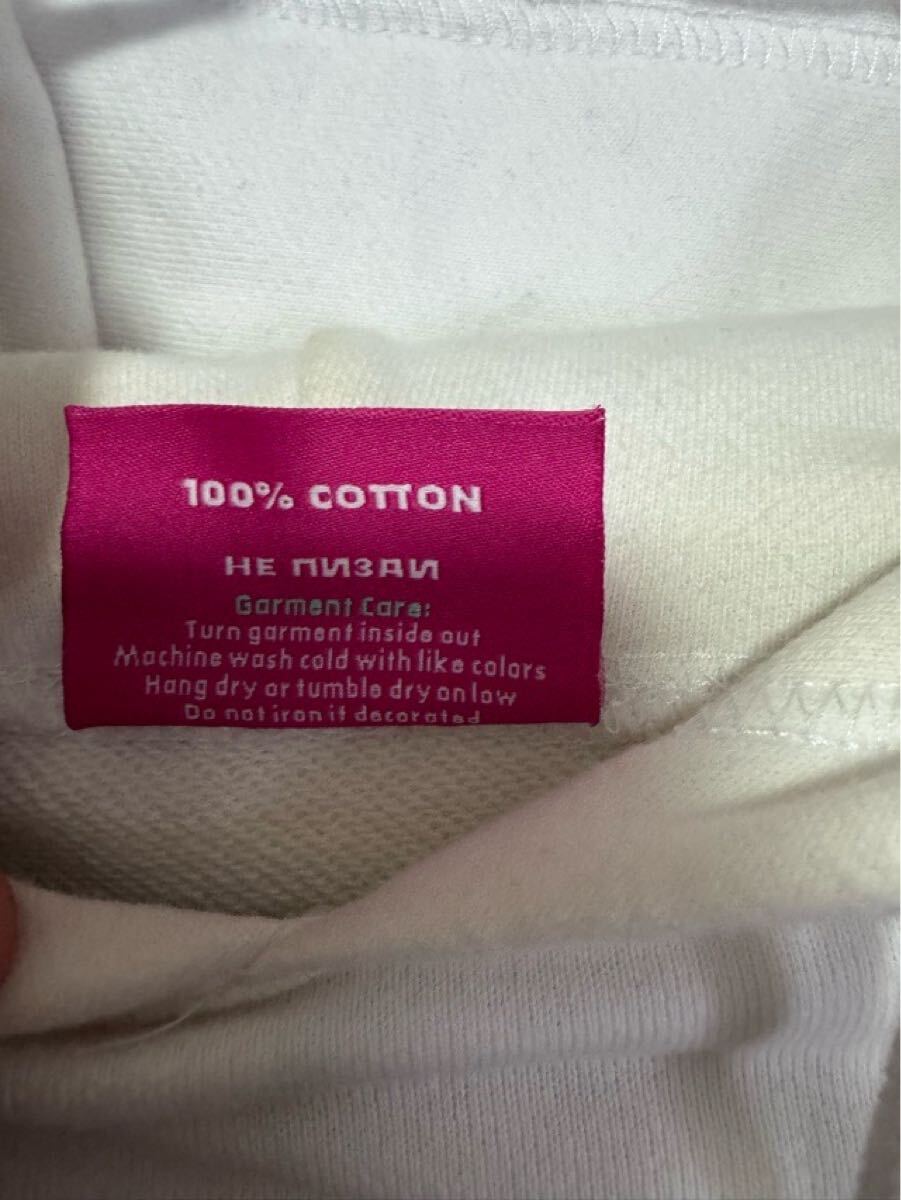 100% COTTON
НЕ ПИЗДИ
Garment Care:
Turn garment inside out
Machine wash cold with like colors
Hang dry or tumble dry on low
Do not iron if decorated